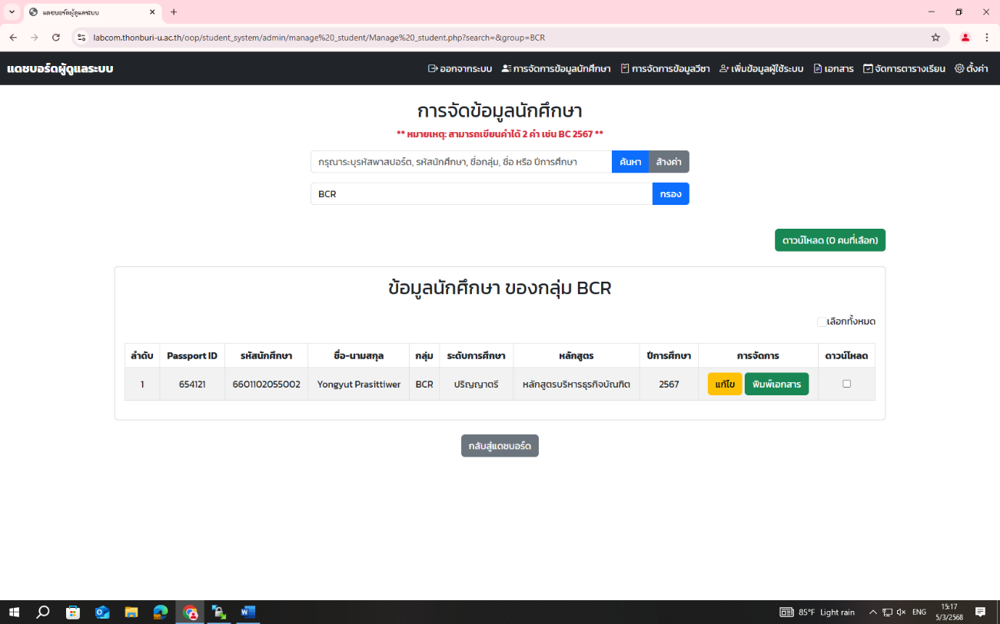 แดชบอร์ดผู้ดูแลระบบ
labcom.thonburi-u.ac.th/oop/student_system/admin/manage%20_student/Manage%20_student.php?search=&group=BCR
แดชบอร์ดผู้ดูแลระบบ ออกจากระบบ การจัดการข้อมูลนักศึกษา การจัดการข้อมูลวีซา เพิ่มข้อมูลผู้ใช้ระบบ เอกสาร จัดการตารางเรียน ตั้งค่า
การจัดข้อมูลนักศึกษา
** หมายเหตุ: สามารถเขียนคำได้ 2 คำ เช่น BC 2567 **
กรุณาระบุรหัสพาสปอร์ต, รหัสนักศึกษา, ชื่อกลุ่ม, ชื่อ หรือ ปีการศึกษา ค้นหา ล้างค่า
BCR กรอง
ดาวน์โหลด (0 คนที่เลือก)
ข้อมูลนักศึกษา ของกลุ่ม BCR
เลือกทั้งหมด
ลำดับ Passport ID รหัสนักศึกษา ชื่อ-นามสกุล กลุ่ม ระดับการศึกษา หลักสูตร ปีการศึกษา การจัดการ ดาวน์โหลด
1 654121 6601102055002 Yongyut Prasittiwer BCR ปริญญาตรี หลักสูตรบริหารธุรกิจบัณฑิต 2567 แก้ไข พิมพ์เอกสาร
กลับสู่แดชบอร์ด
85°F Light rain ENG 15:17
5/3/2568